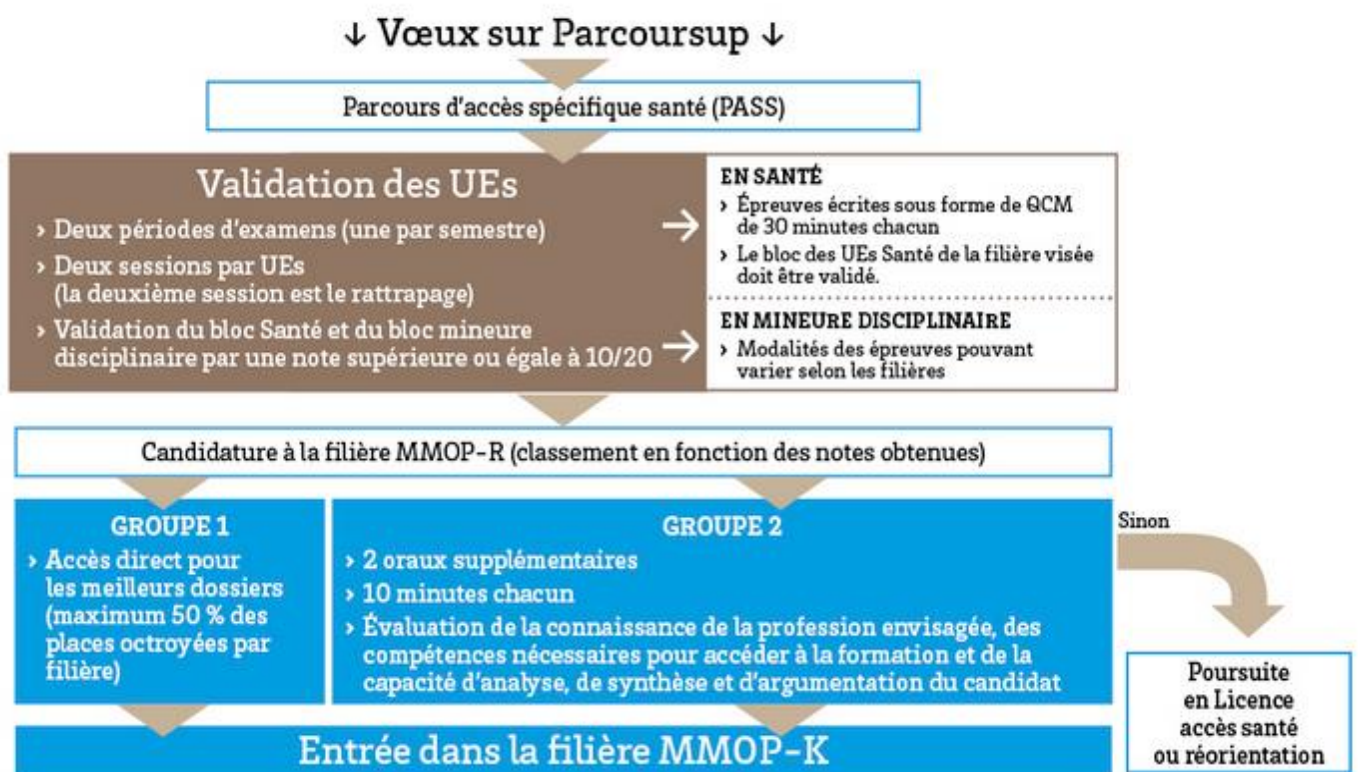 ↓ Vœux sur Parcoursup ↓
Parcours d'accès spécifique santé (PASS)
Validation des UEs
› Deux périodes d'examens (une par semestre)
› Deux sessions par UEs
(la deuxième session est le rattrapage)
› Validation du bloc Santé et du bloc mineure
disciplinaire par une note supérieure ou égale à 10/20
EN SANTÉ
› Épreuves écrites sous forme de QCM
de 30 minutes chacun
› Le bloc des UEs Santé de la filière visée
doit être validé.
EN MINEURE DISCIPLINAIRE
› Modalités des épreuves pouvant
varier selon les filières
Candidature à la filière MMOP-R (classement en fonction des notes obtenues)
GROUPE 1
› Accès direct pour
les meilleurs dossiers
(maximum 50 % des
places octroyées par
filière)
GROUPE 2
› 2 oraux supplémentaires
› 10 minutes chacun
› Évaluation de la connaissance de la profession envisagée, des
compétences nécessaires pour accéder à la formation et de la
capacité d'analyse, de synthèse et d'argumentation du candidat
Sinon
Poursuite
en Licence
accès santé
ou réorientation
Entrée dans la filière MMOP-K